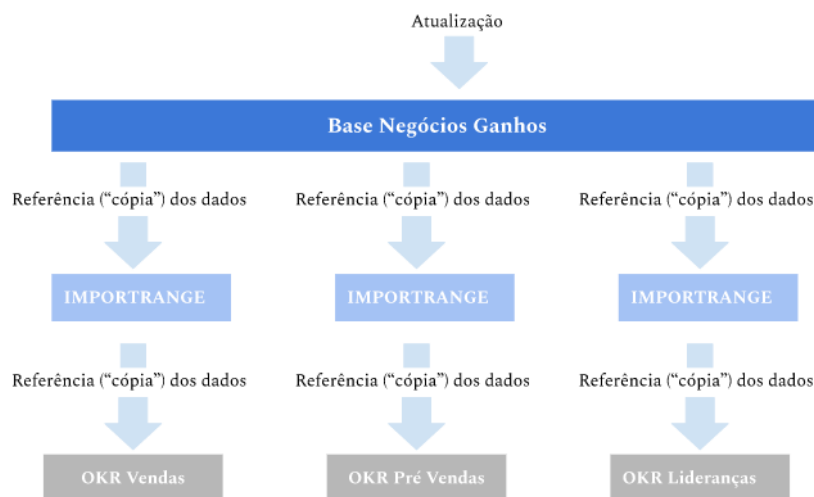 Atualização
Base Negócios Ganhos
Referência (“cópia”) dos dados
Referência (“cópia”) dos dados
Referência (“cópia”) dos dados
IMPORTRANGE
IMPORTRANGE
IMPORTRANGE
Referência (“cópia”) dos dados
Referência (“cópia”) dos dados
Referência (“cópia”) dos dados
OKR Vendas
OKR Pré Vendas
OKR Lideranças